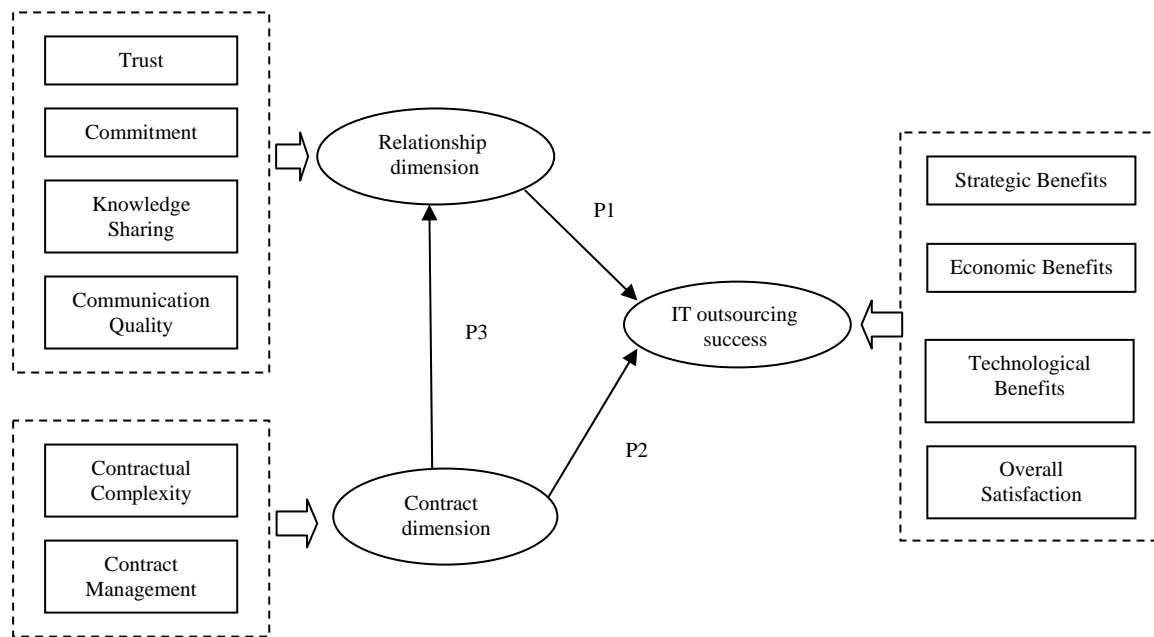 Trust
Commitment
Knowledge
Sharing
Communication
Quality
Contractual
Complexity
Contract
Management
Relationship
dimension
Contract
dimension
P1
P3
P2
IT outsourcing
success
Strategic Benefits
Economic Benefits
Technological
Benefits
Overall
Satisfaction